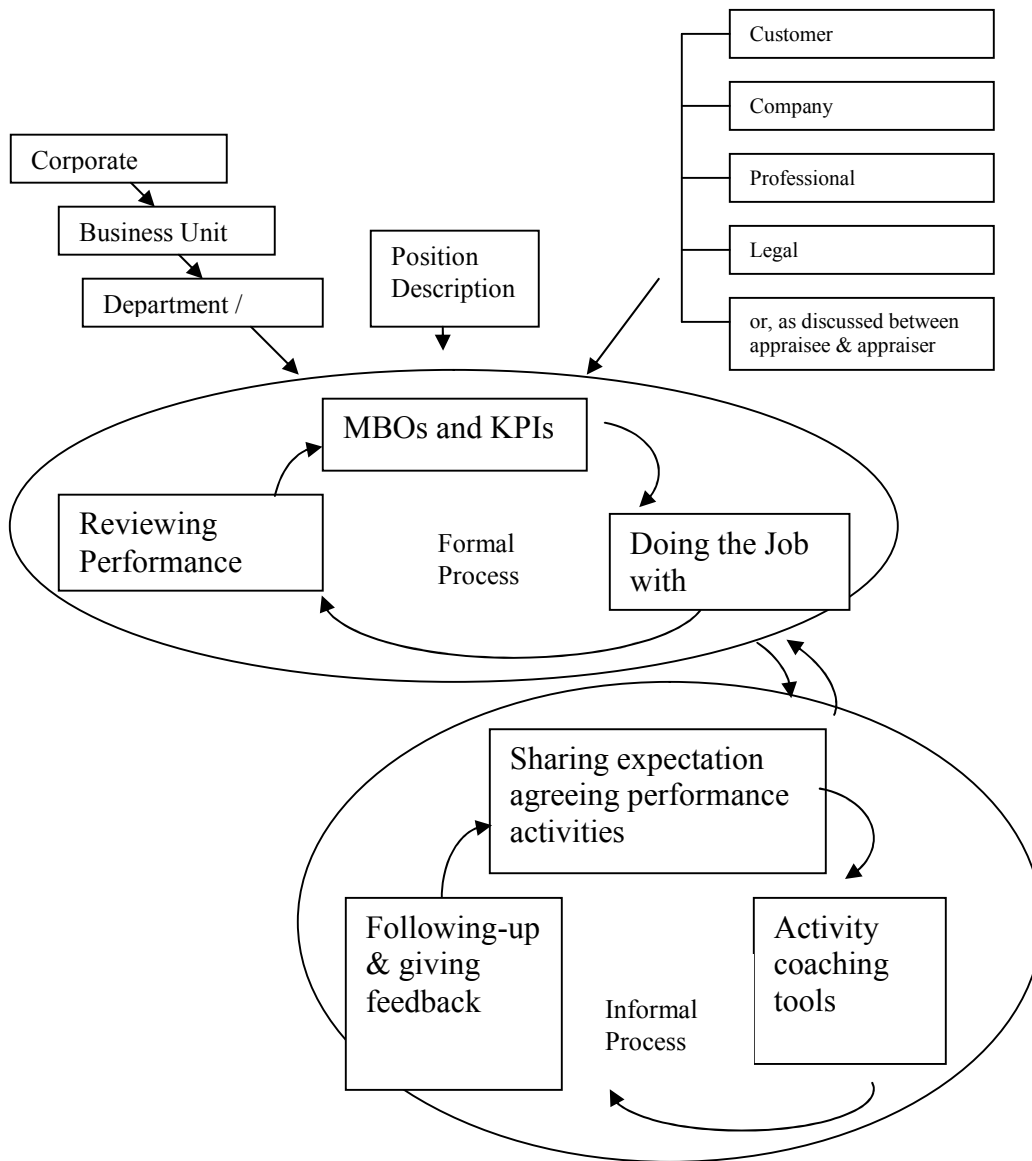 Customer
Company
Professional
Legal
or, as discussed between
appraisee & appraiser
Corporate
Business Unit
Department /
Position
Description
MBOs and KPIs
Reviewing
Performance
Formal
Process
Doing the Job
with
Sharing expectation
agreeing performance
activities
Following-up
& giving
feedback
Activity
coaching
tools
Informal
Process